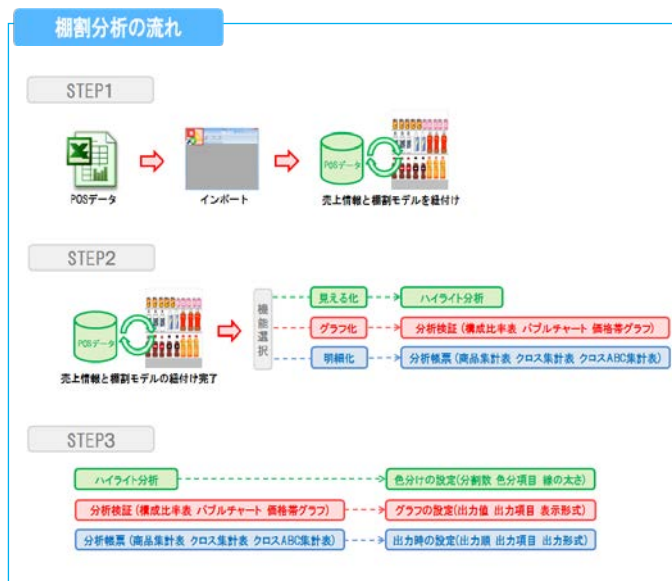 棚割分析の流れ
STEP1
POSデータ
インポート
POSデータ
売上情報と棚割モデルを紐付け
STEP2
POSデータ
売上情報と棚割モデルの紐付け完了
機能選択
見える化
ハイライト分析
グラフ化
分析検証(構成比率表 バブルチャート 価格帯グラフ)
明細化
分析帳票(商品集計表 クロス集計表 クロスABC集計表)
STEP3
ハイライト分析
色分けの設定(分割数 色分項目 線の太さ)
分析検証(構成比率表 バブルチャート 価格帯グラフ)
グラフの設定(出力値 出力項目 表示形式)
分析帳票(商品集計表 クロス集計表 クロスABC集計表)
出力時の設定(出力順 出力項目 出力形式)